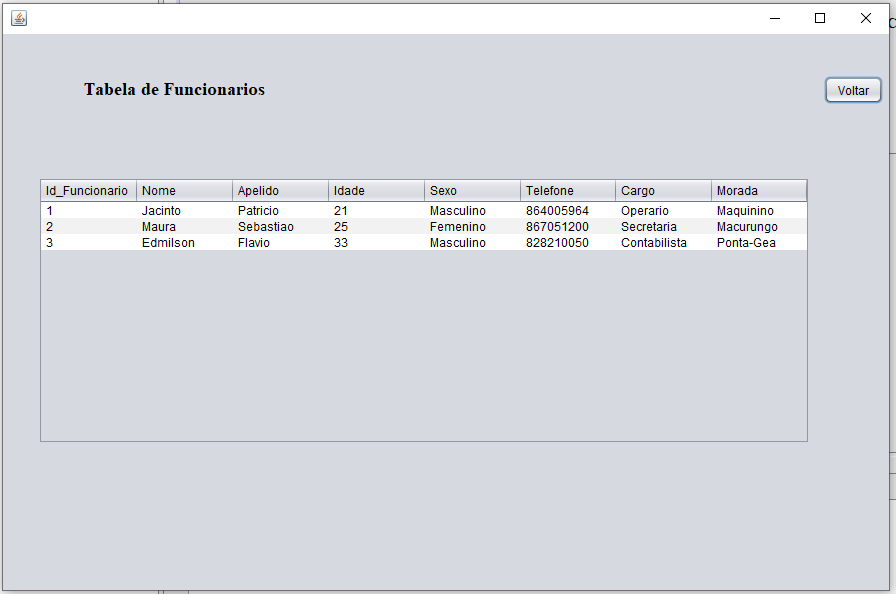 Tabela de Funcionarios
Voltar
Id_Funcionario Nome Apelido Idade Sexo Telefone Cargo Morada
1 Jacinto Patricio 21 Masculino 864005964 Operario Maquinino
2 Maura Sebastiao 25 Femenino 867051200 Secretaria Macurungo
3 Edmilson Flavio 33 Masculino 828210050 Contabilista Ponta-Gea